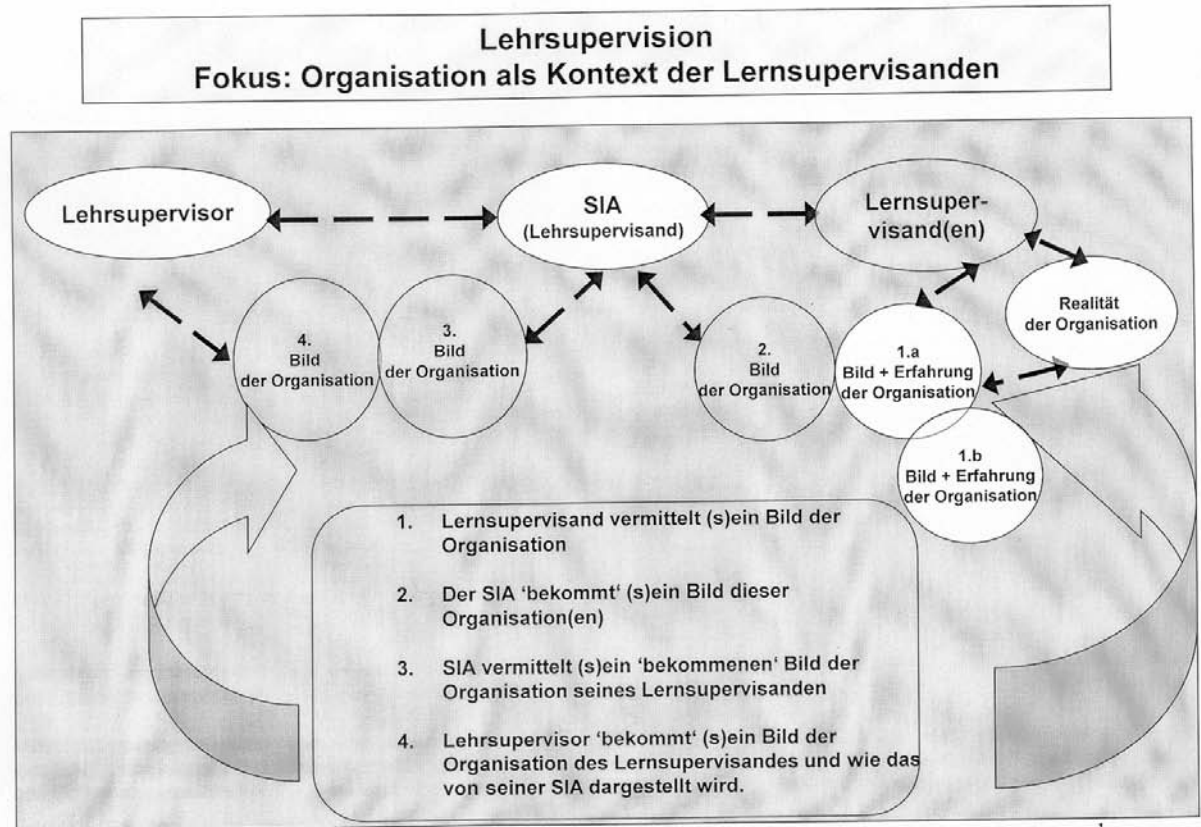 Lehrsupervision
Fokus: Organisation als Kontext der Lernsupervisanden
Lehrsupervisor
SIA
(Lehrsupervisand)
Lernsuper-
visand(en)
Realität
der Organisation
4.
Bild
der Organisation
3.
Bild
der Organisation
2.
Bild
der Organisation
1.a
Bild + Erfahrung
der Organisation
1.b
Bild + Erfahrung
der Organisation
1. Lernsupervisand vermittelt (s)ein Bild der
Organisation
2. Der SIA ‘bekommt‘ (s)ein Bild dieser
Organisation(en)
3. SIA vermittelt (s)ein ‘bekommenen‘ Bild der
Organisation seines Lernsupervisanden
4. Lehrsupervisor ‘bekommt‘ (s)ein Bild der
Organisation des Lernsupervisandes und wie das
von seiner SIA dargestellt wird.